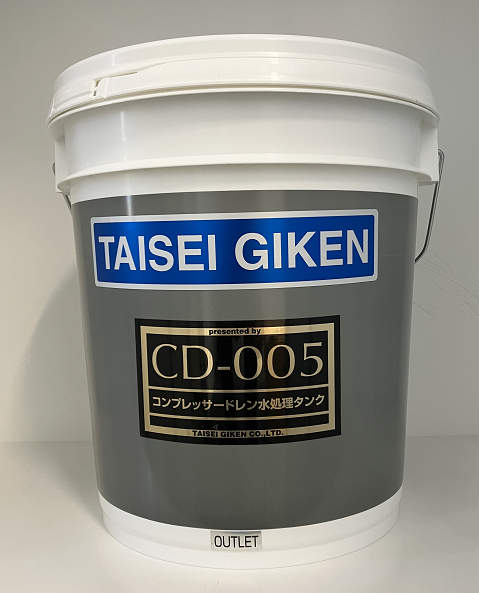 TAISEI GIKEN
presented by
CD-005
コンプレッサードレン水処理タンク
TAISEI GIKEN CO.,LTD.
OUTLET